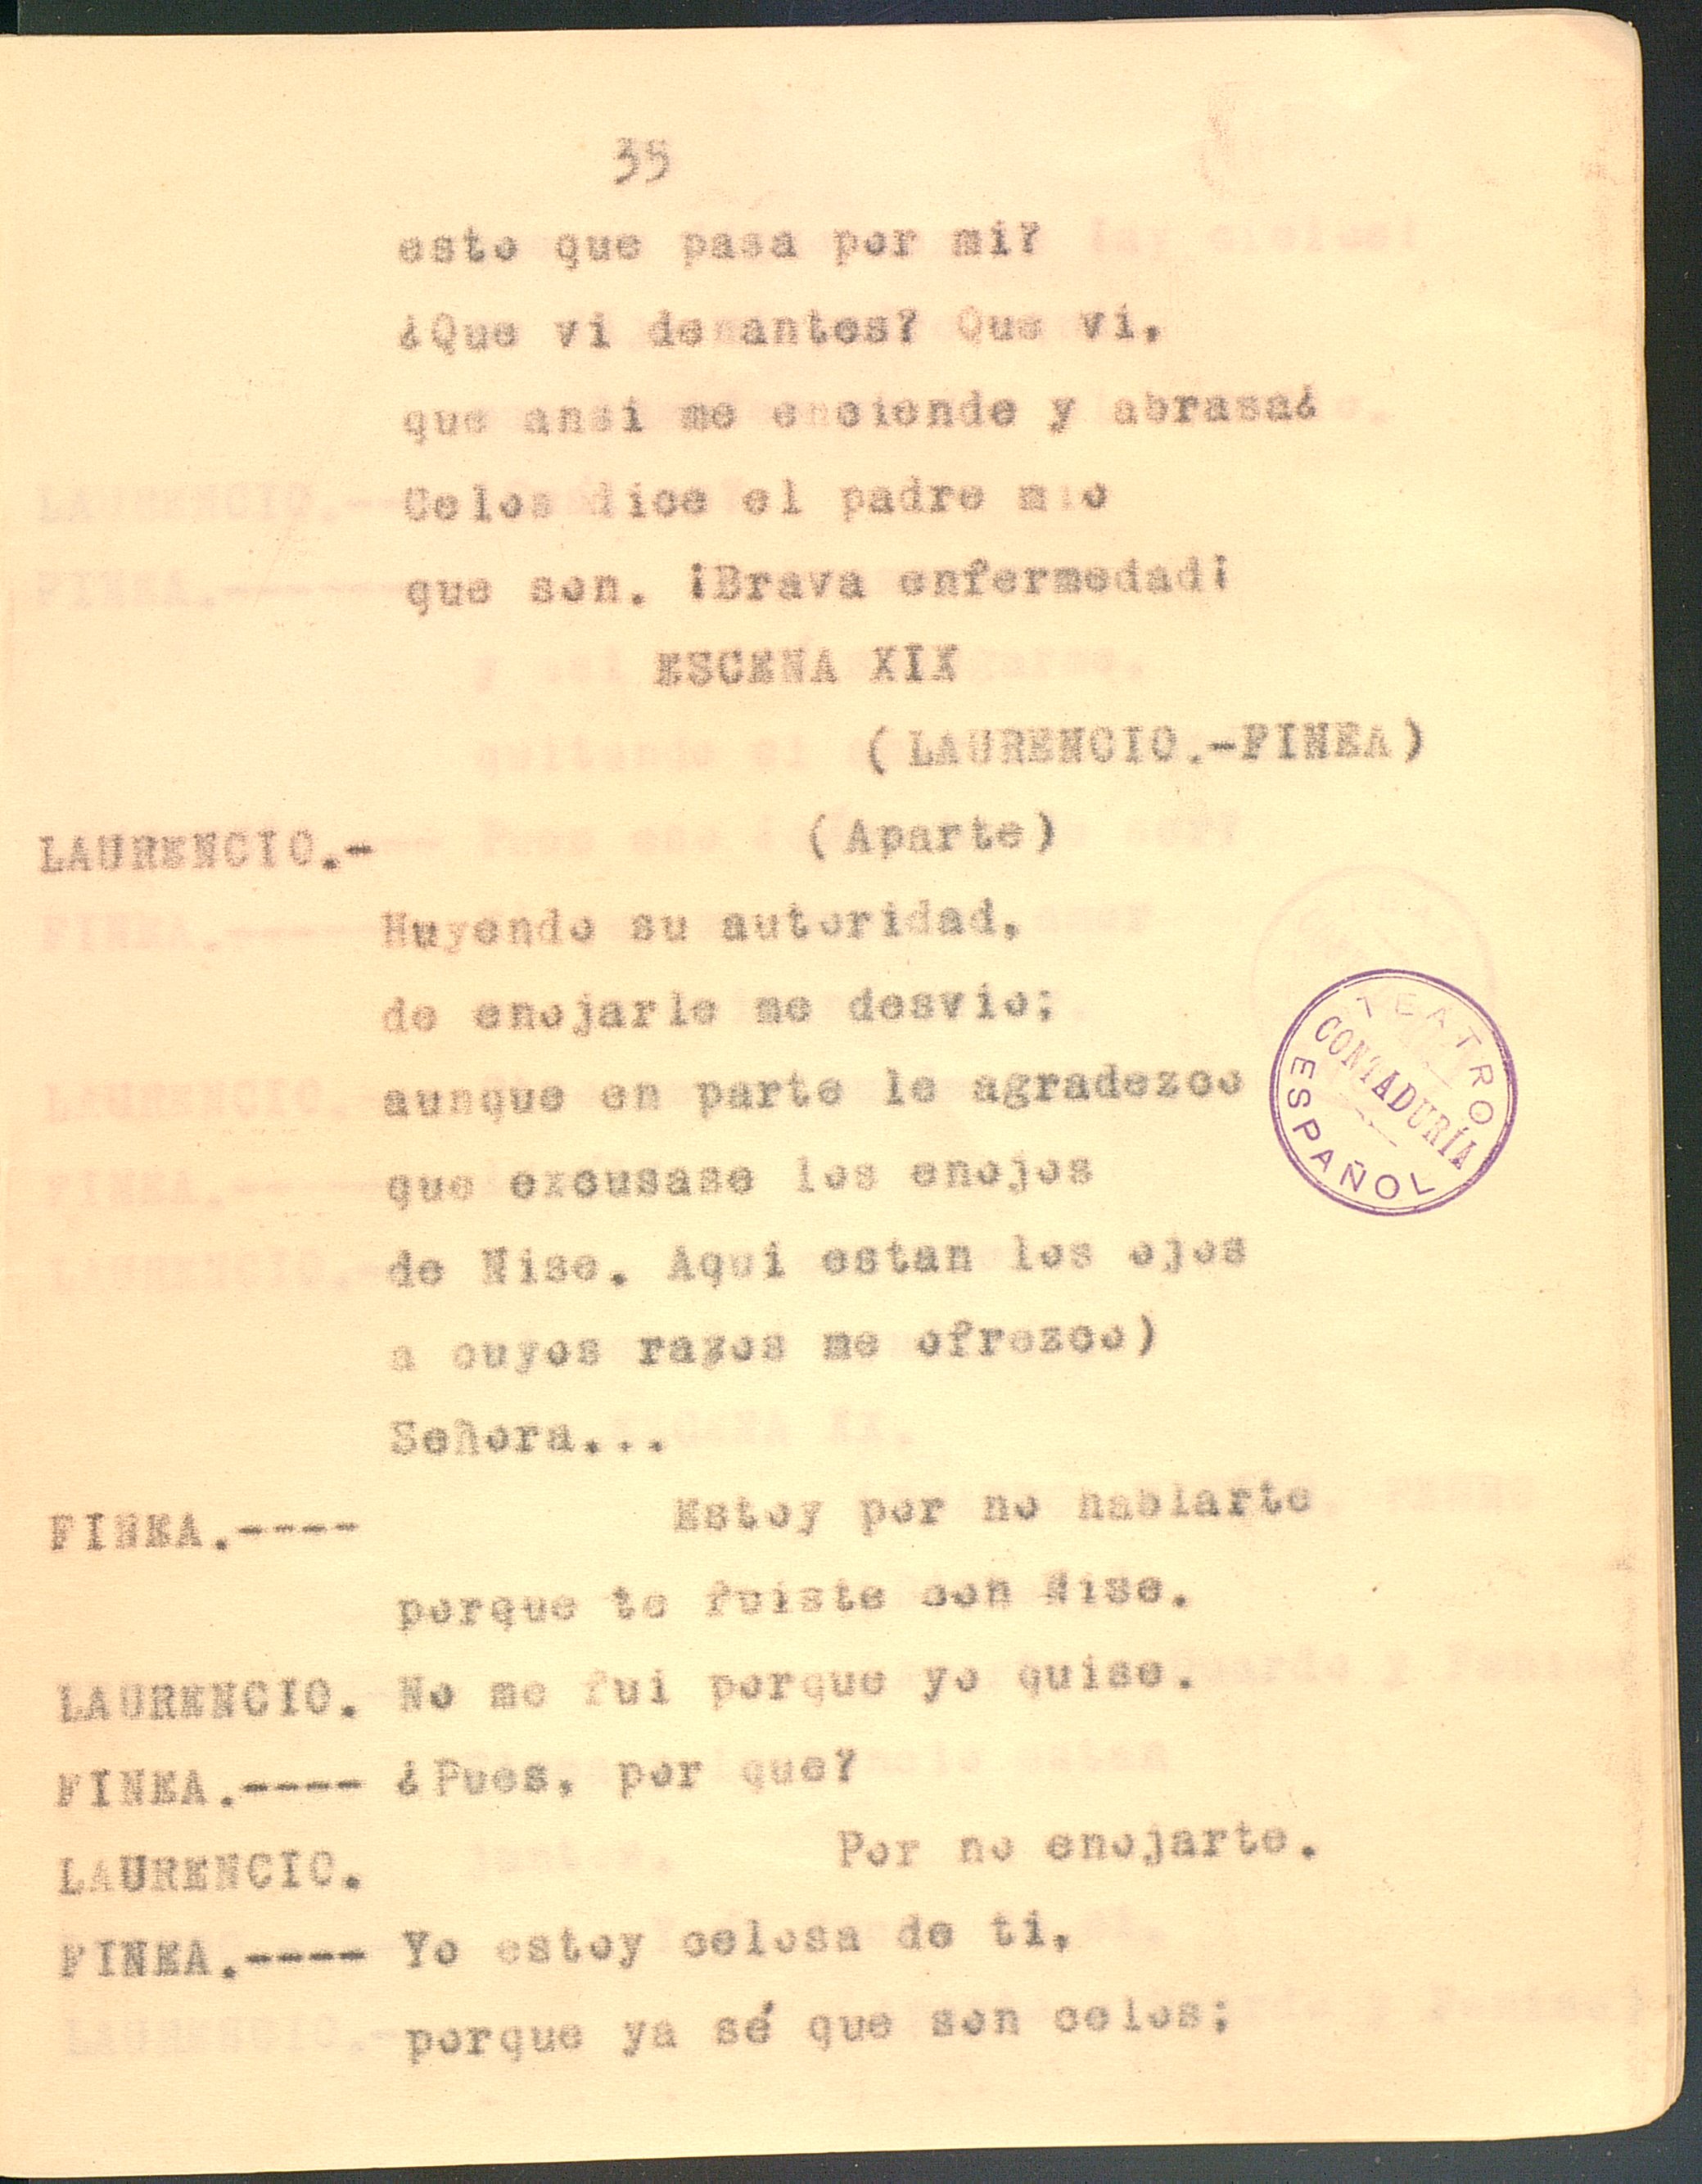 35
esto que pasa por mi?
¿Que vi denantes? Que vi,
que ansi me enciende y abrasa¿
Celos dice el padre mio
que son. ¡Brava enfermedad¡
ESCENA XIX
(LAURENCIO.-FINEA)
LAURENCIO.- (Aparte)
Huyendo su autoridad,
de enojarle me desvio;
aunque en parte le agradezco
que excusase los enojos
de Nise. Aqui estan los ojos
a cuyos rayos me ofrezco)
Señora...
FINEA.---- Estoy por no hablarte
porque te fuiste con Nise.
LAURENCIO. No me fui porque yo quise.
FINEA.---- ¿Pues, por que?
LAURENCIO. Por no enojarte.
FINEA.---- Yo estoy celosa de ti,
porque ya sé que son celos;
TEATRO
CONTADURÍA
ESPAÑOL